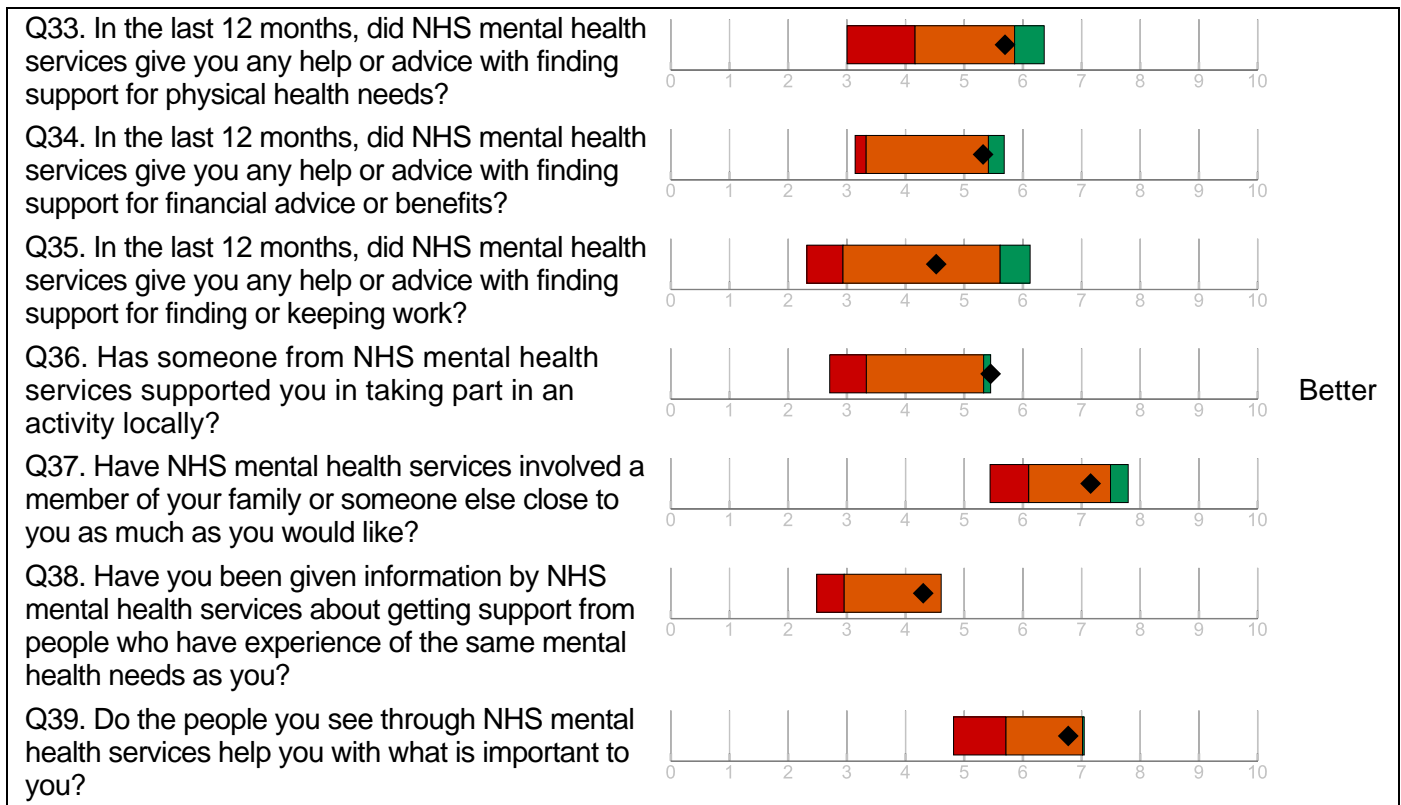 Q33. In the last 12 months, did NHS mental health
services give you any help or advice with finding
support for physical health needs?
0 1 2 3 4 5 6 7 8 9 10
Q34. In the last 12 months, did NHS mental health
services give you any help or advice with finding
support for financial advice or benefits?
0 1 2 3 4 5 6 7 8 9 10
Q35. In the last 12 months, did NHS mental health
services give you any help or advice with finding
support for finding or keeping work?
0 1 2 3 4 5 6 7 8 9 10
Q36. Has someone from NHS mental health
services supported you in taking part in an
activity locally?
0 1 2 3 4 5 6 7 8 9 10
Better
Q37. Have NHS mental health services involved a
member of your family or someone else close to
you as much as you would like?
0 1 2 3 4 5 6 7 8 9 10
Q38. Have you been given information by NHS
mental health services about getting support from
people who have experience of the same mental
health needs as you?
0 1 2 3 4 5 6 7 8 9 10
Q39. Do the people you see through NHS mental
health services help you with what is important to
you?
0 1 2 3 4 5 6 7 8 9 10